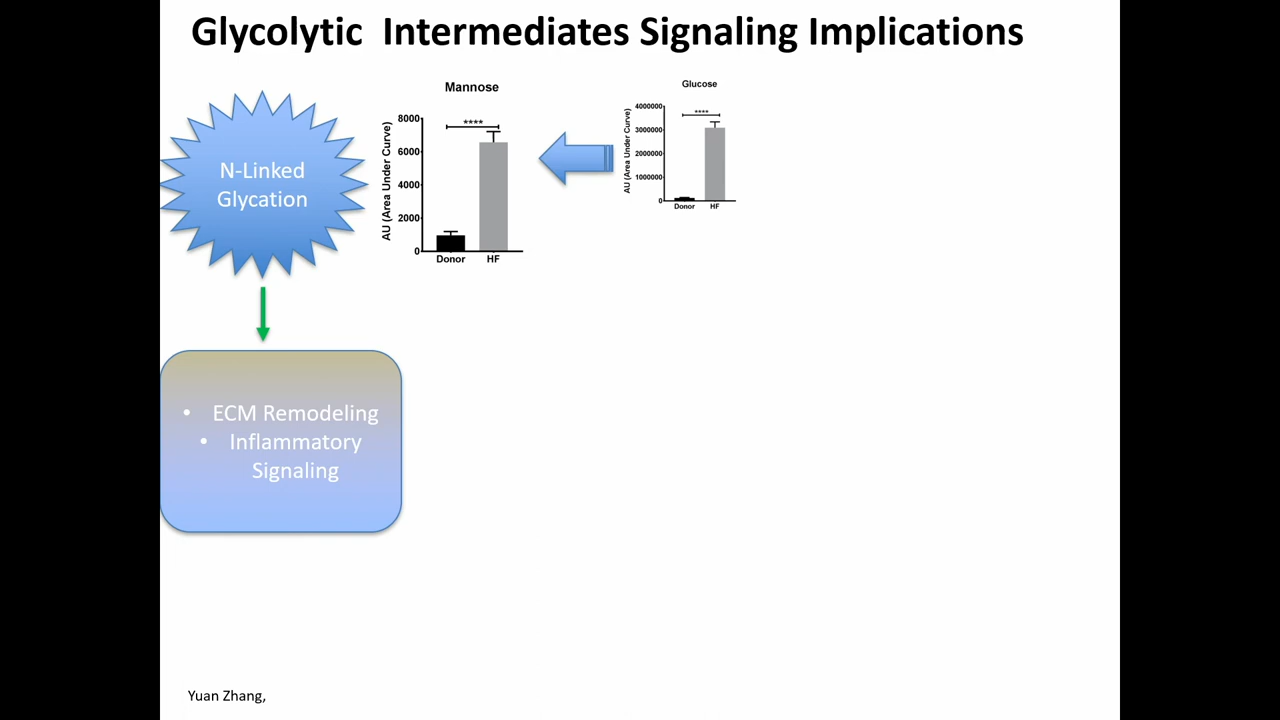 Glycolytic Intermediates Signaling Implications
N-Linked
Glycation
Mannose
AU (Area Under Curve)
8000
6000
4000
2000
0
****
Donor HF
Glucose
AU (Area Under Curve)
4000000
3000000
2000000
1000000
0
****
Donor HF
• ECM Remodeling
• Inflammatory
Signaling
Yuan Zhang,